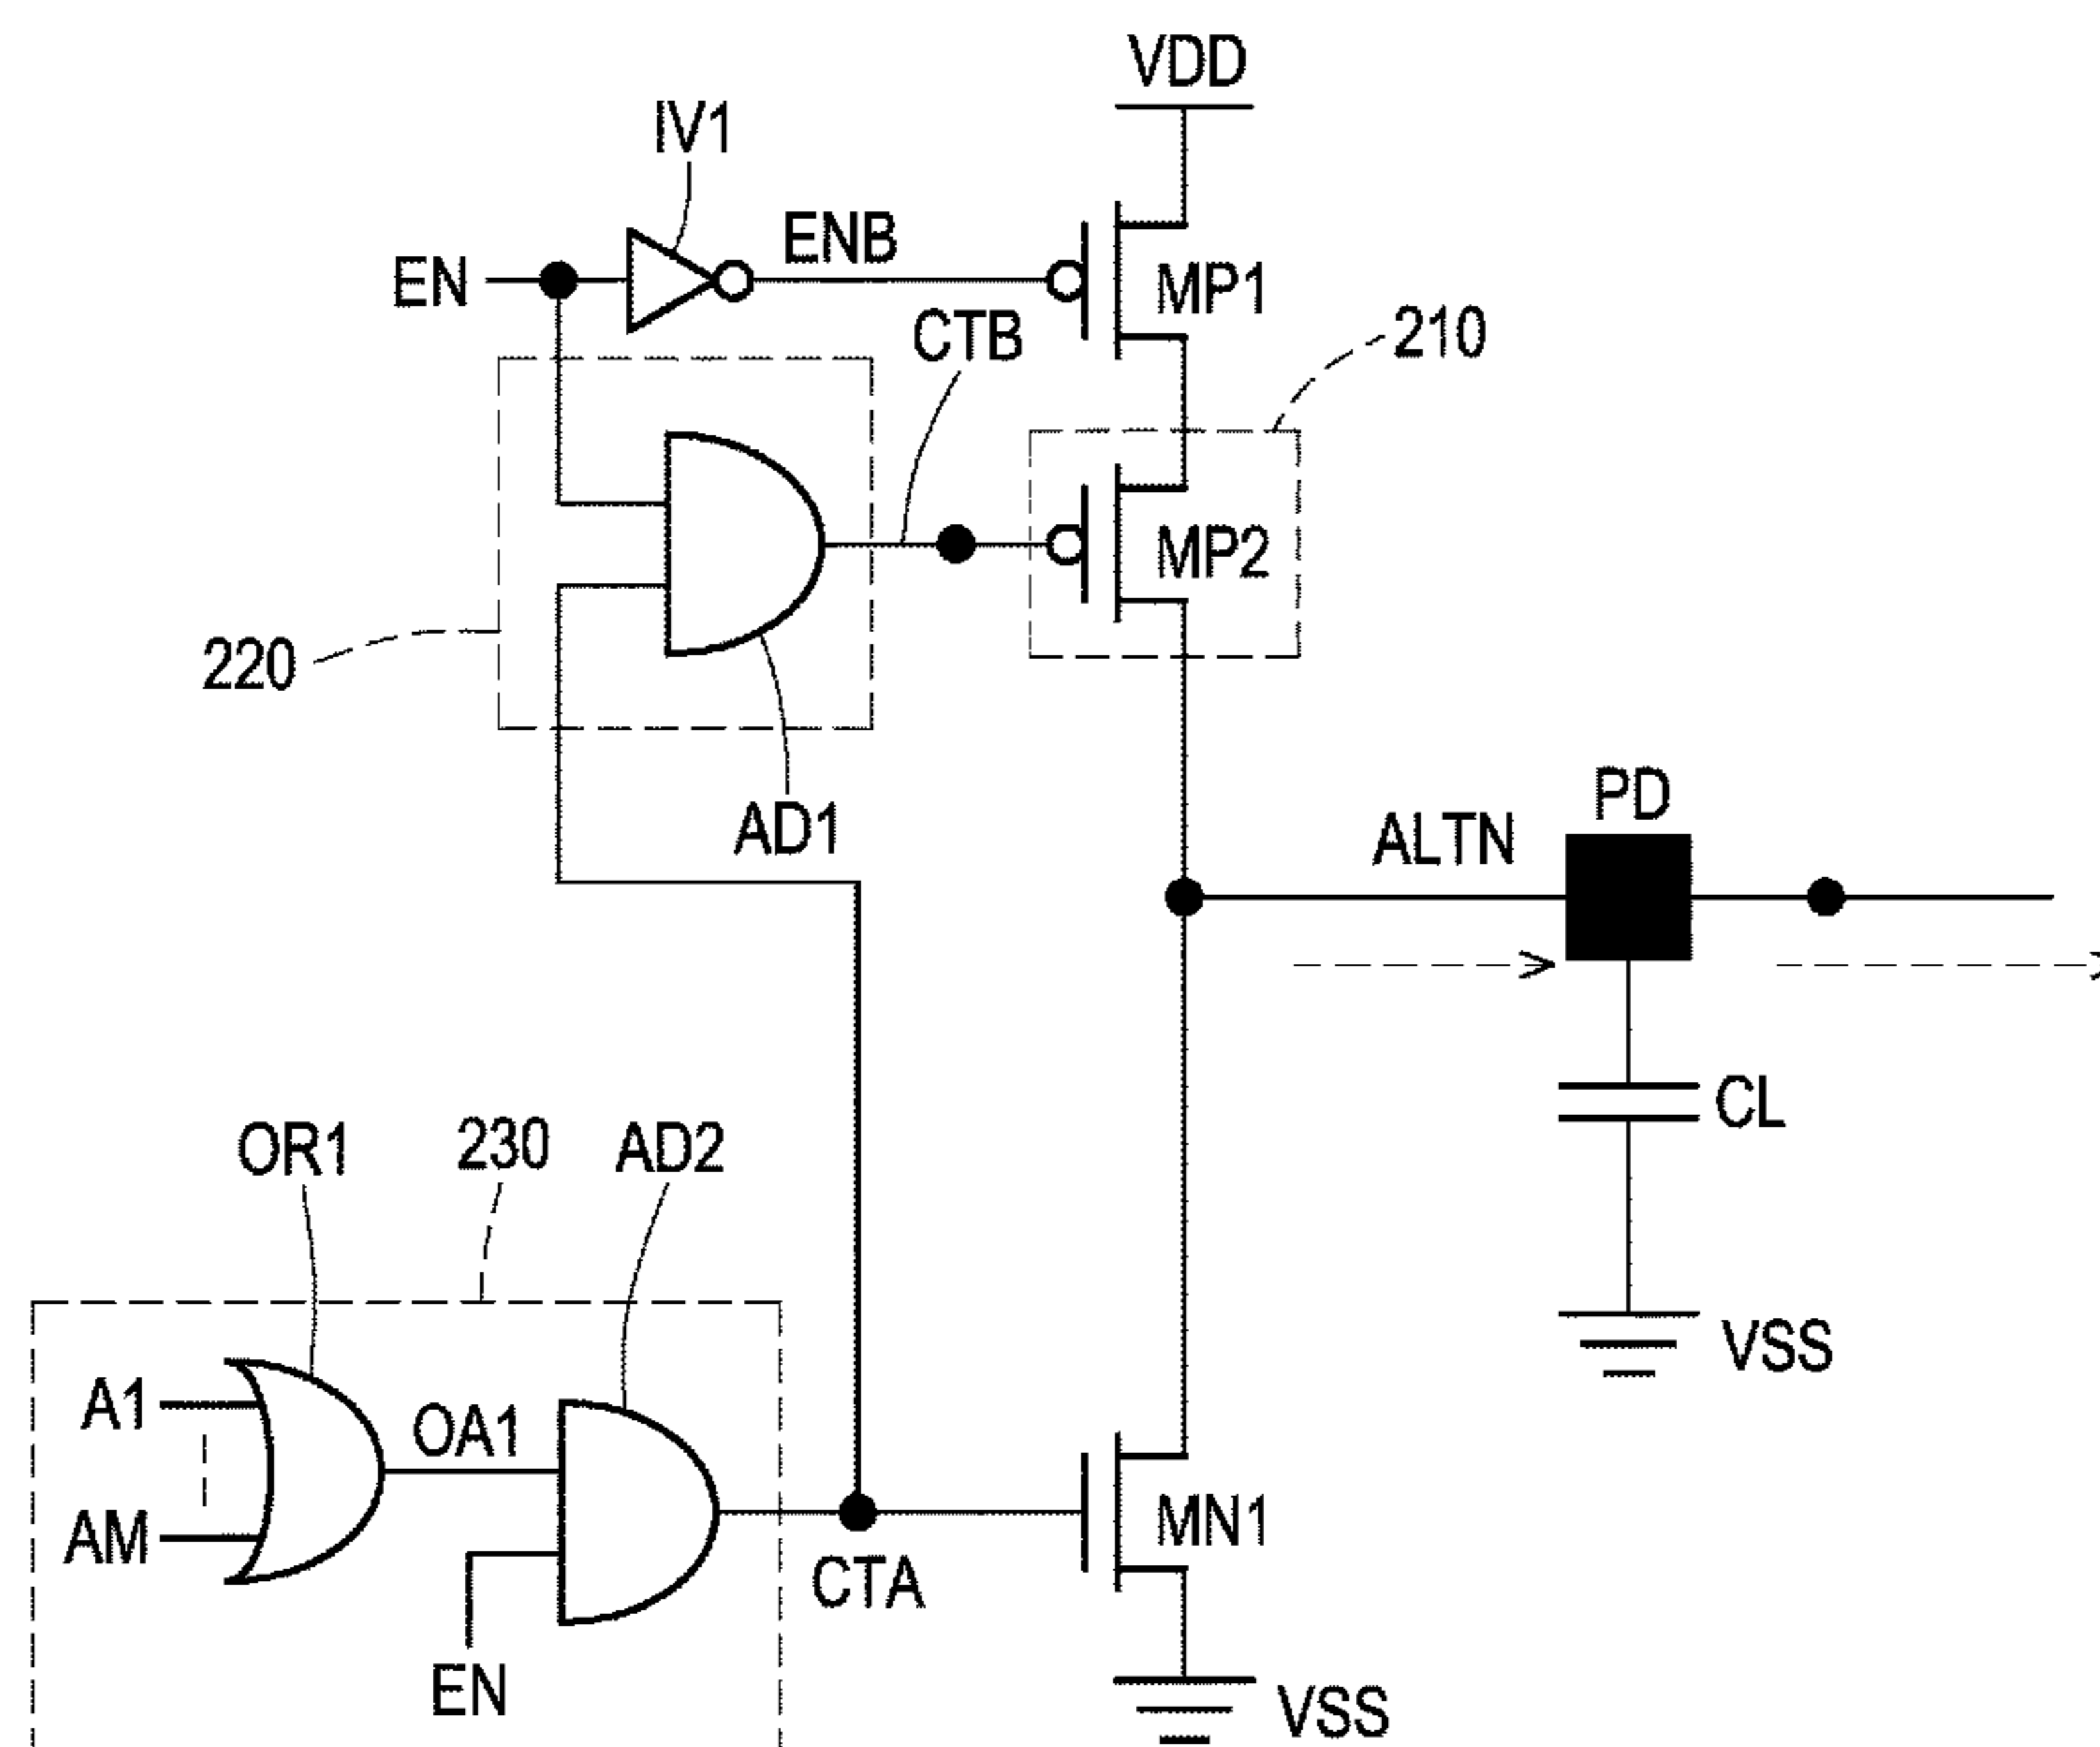 VDD
IV1
ENB
EN
MP1
CTB
210
MP2
220
AD1
PD
ALTN
CL
OR1
230
AD2
VSS
A1
OA1
AM
MN1
CTA
EN
VSS